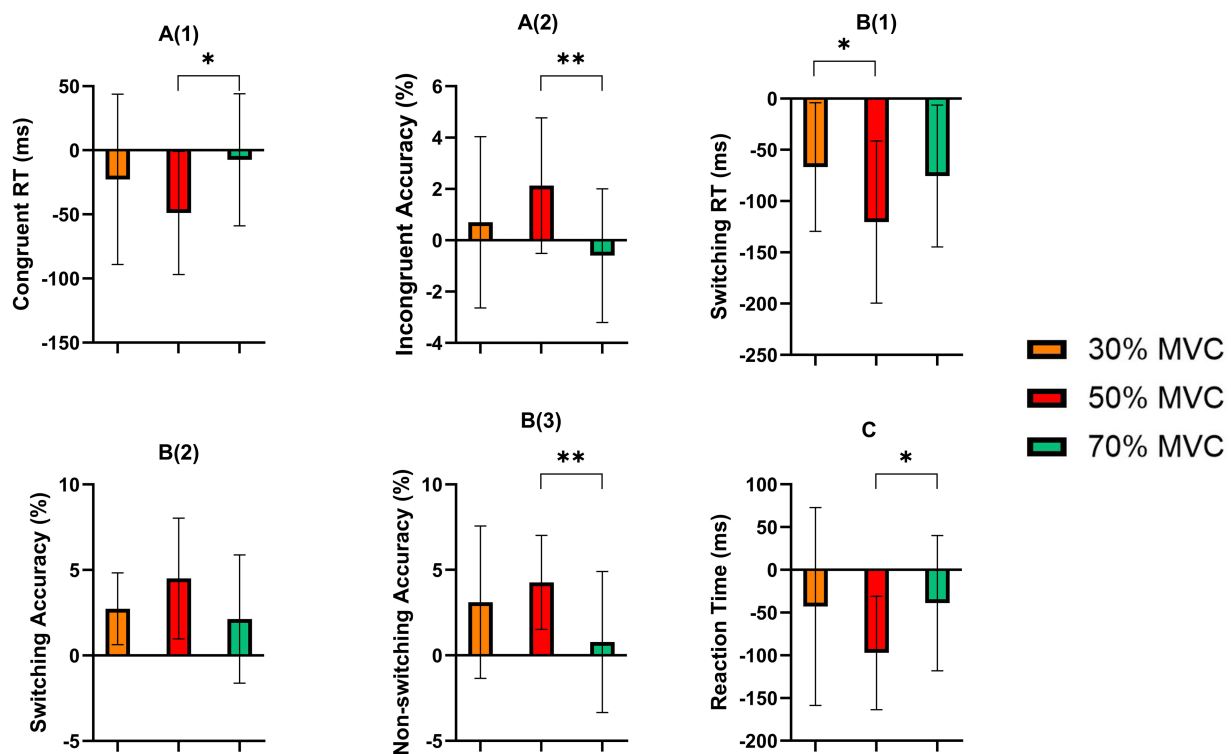 A(1)
*
Congruent RT (ms)
50
0
-50
-100
-150
A(2)
**
Incongruent Accuracy (%)
6
4
2
0
-2
-4
B(1)
*
Switching RT (ms)
0
-50
-100
-150
-200
-250
30% MVC
50% MVC
70% MVC
B(2)
Switching Accuracy (%)
10
5
0
-5
B(3)
**
Non-switching Accuracy (%)
10
5
0
-5
C
*
Reaction Time (ms)
100
50
0
-50
-100
-150
-200